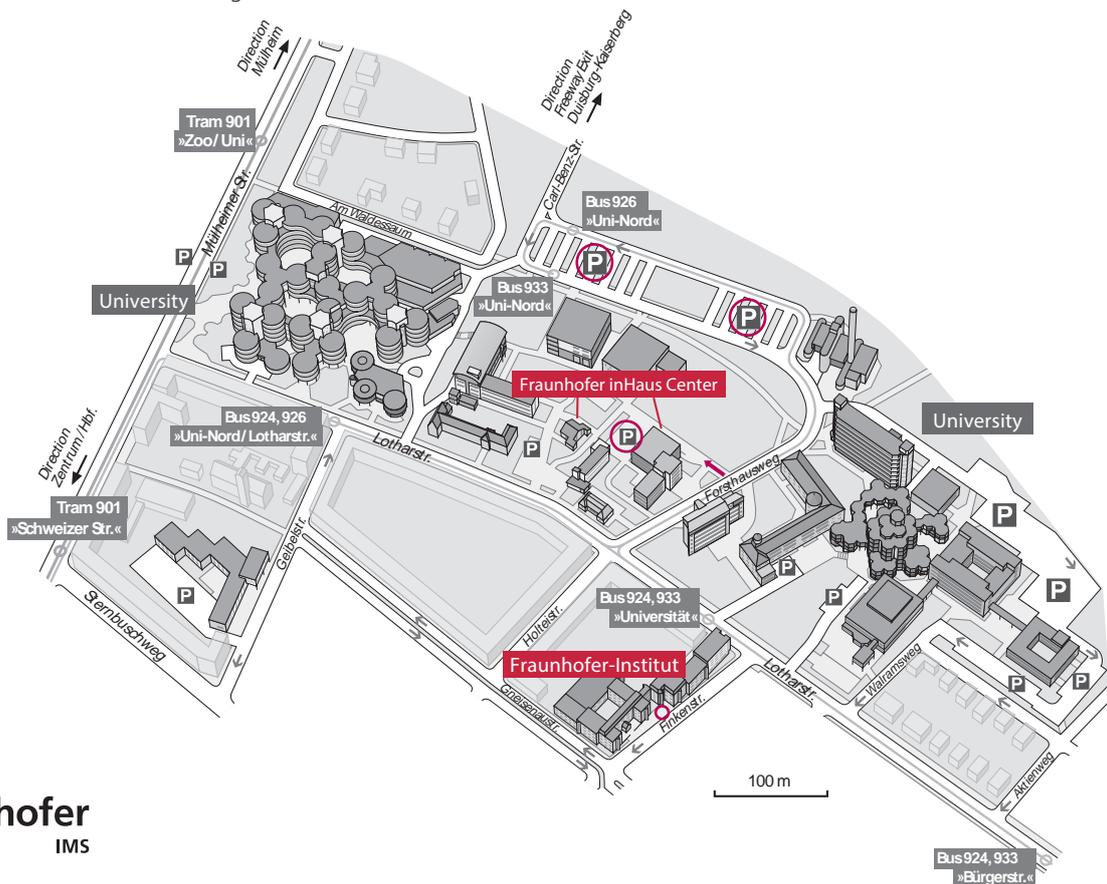 Direction
Mülheim
Direction
Freeway Exit
Duisburg-Kaiserberg
Tram 901
»Zoo/ Uni«
Carl-Benz-Str.
Bus 926
»Uni-Nord«
Mülheimer Str.
Am Waldessaum
P
P
P
P
University
Bus 933
»Uni-Nord«
Fraunhofer inHaus Center
Bus 924, 926
»Uni-Nord/ Lotharstr.«
University
Direction
Zentrum / Hbf.
Lotharstr.
P
P
Forsthausweg
Tram 901
»Schweizer Str.«
P
Geibelstr.
P
P
P
P
Sternbuschweg
Bus 924, 933
»Universität«
Holteistr.
Fraunhofer-Institut
Lotharstr.
Walramsweg
P
P
Gneisenaustr.
Finkenstr.
100 m
Aktienweg
hofer
IMS
Bus 924, 933
»Bürgerstr.«